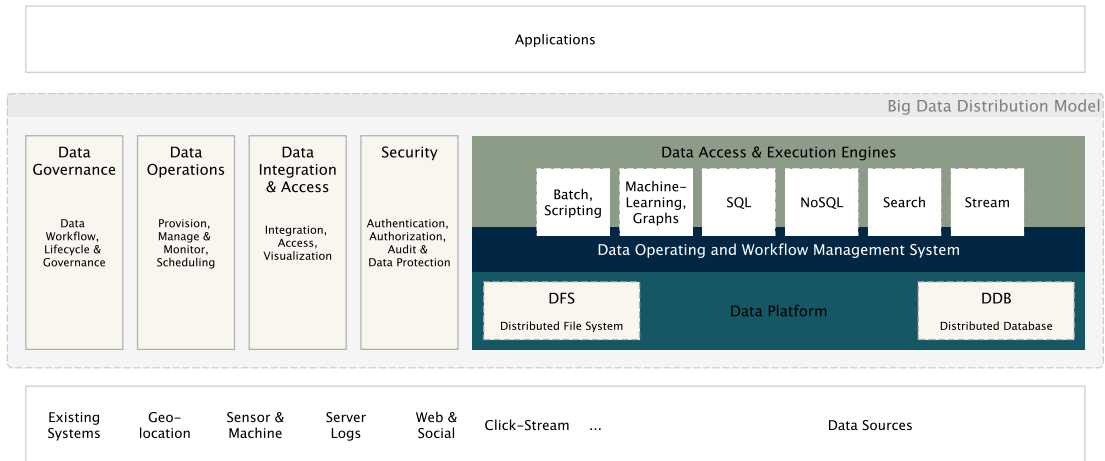 Applications
Big Data Distribution Model
Data
Governance
Data
Workflow,
Lifecycle &
Governance
Data
Operations
Provision,
Manage &
Monitor,
Scheduling
Data
Integration
& Access
Integration,
Access,
Visualization
Security
Authentication,
Authorization,
Audit &
Data Protection
Data Access & Execution Engines
Batch,
Scripting
Machine-
Learning,
Graphs
SQL
NoSQL
Search
Stream
Data Operating and Workflow Management System
DFS
Distributed File System
Data Platform
DDB
Distributed Database
Existing
Systems
Geo-
location
Sensor &
Machine
Server
Logs
Web &
Social
Click-Stream
...
Data Sources